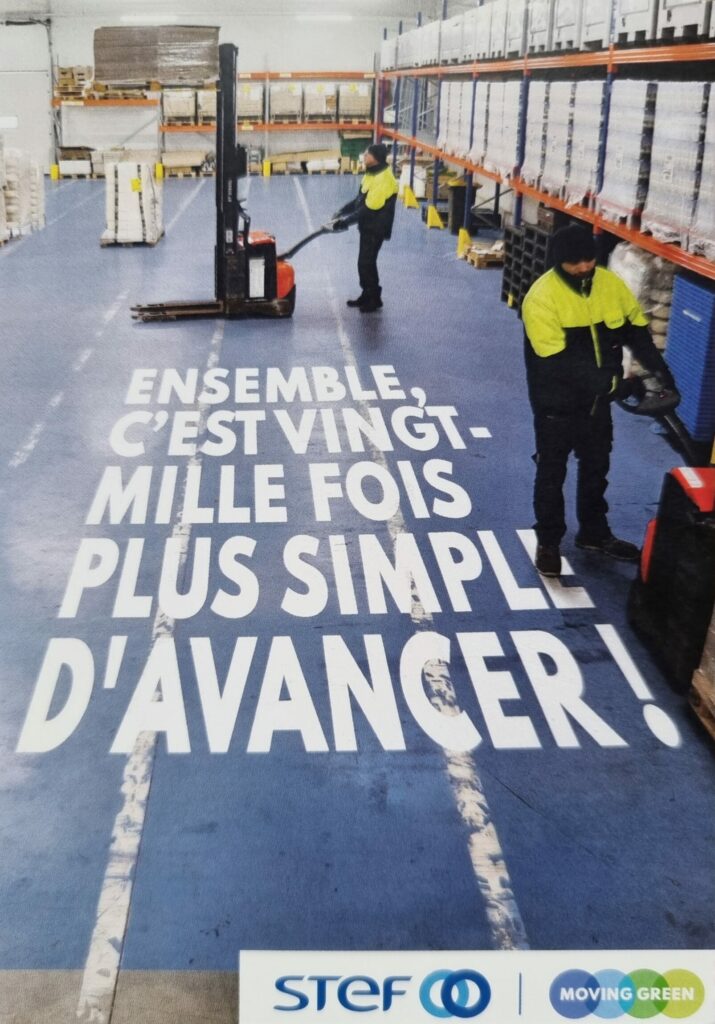 ENSEMBLE,
C'EST VINGT-
MILLE FOIS
PLUS SIMPLE
D'AVANCER !
STEF
MOVING GREEN